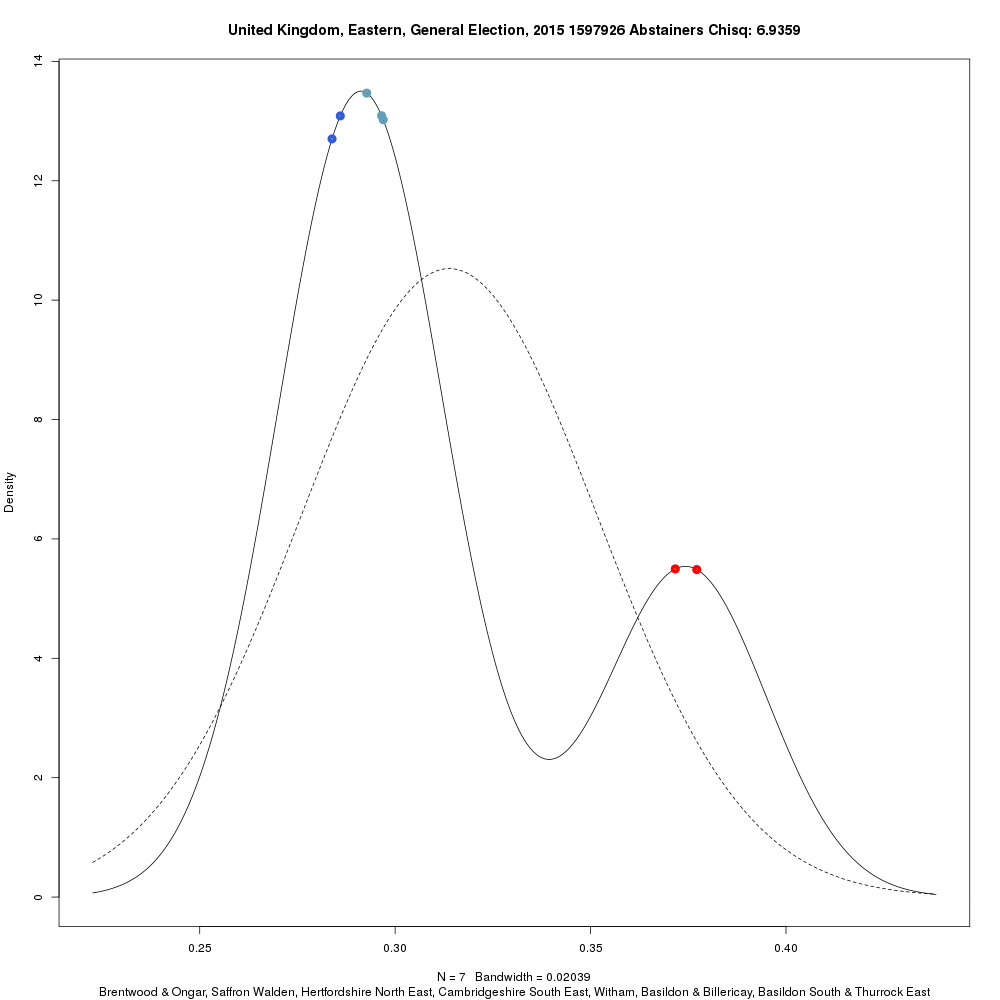 United Kingdom, Eastern, General Election, 2015 1597926 Abstainers Chisq: 6.9359
14
12
10
8
6
4
2
0
Density
0.25 0.30 0.35 0.40
N = 7 Bandwidth = 0.02039
Brentwood & Ongar, Saffron Walden, Hertfordshire North East, Cambridgeshire South East, Witham, Basildon & Billericay, Basildon South & Thurrock East